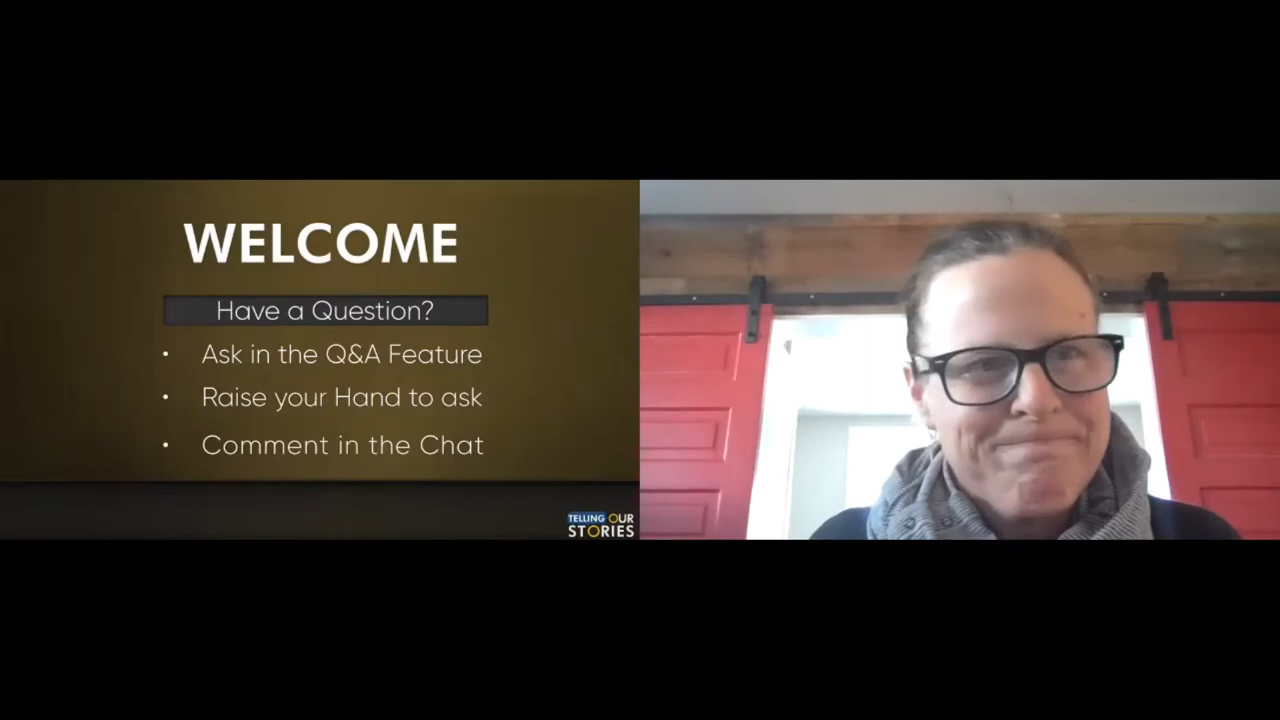 WELCOME
Have a Question?
• Ask in the Q&A Feature
• Raise your Hand to ask
• Comment in the Chat
TELLING OUR
STORIES